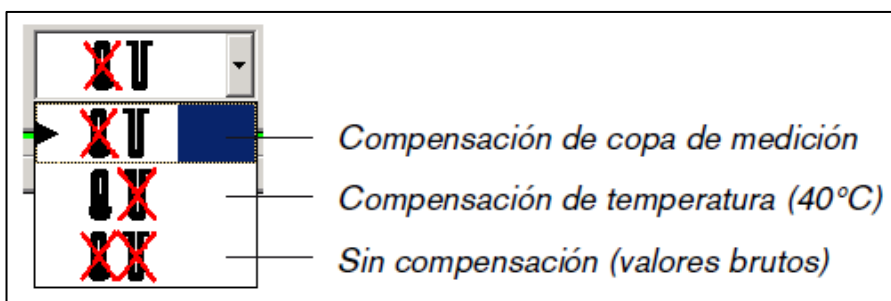 Compensación de copa de medición
Compensación de temperatura (40°C)
Sin compensación (valores brutos)